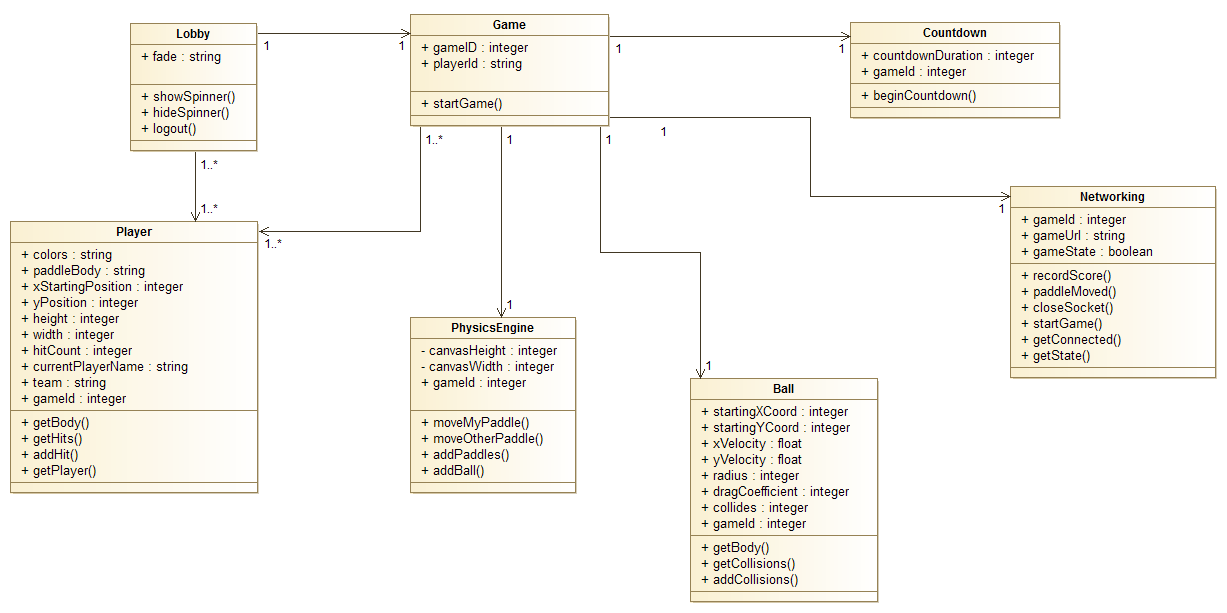 Lobby
+ fade : string
+ showSpinner()
+ hideSpinner()
+ logout()
1
1
Game
+ gameID : integer
+ playerId : string
+ startGame()
1
1
Countdown
+ countdownDuration : integer
+ gameId : integer
+ beginCountdown()
1..*
1..*
1..*
1..*
1
1
1
1
1
1
Player
+ colors : string
+ paddleBody : string
+ xStartingPosition : integer
+ yPosition : integer
+ height : integer
+ width : integer
+ hitCount : integer
+ currentPlayerName : string
+ team : string
+ gameId : integer
+ getBody()
+ getHits()
+ addHit()
+ getPlayer()
PhysicsEngine
- canvasHeight : integer
- canvasWidth : integer
+ gameId : integer
+ moveMyPaddle()
+ moveOtherPaddle()
+ addPaddles()
+ addBall()
Ball
+ startingXCoord : integer
+ startingYCoord : integer
+ xVelocity : float
+ yVelocity : float
+ radius : integer
+ dragCoefficient : integer
+ collides : integer
+ gameId : integer
+ getBody()
+ getCollisions()
+ addCollisions()
Networking
+ gameId : integer
+ gameUrl : string
+ gameState : boolean
+ recordScore()
+ paddleMoved()
+ closeSocket()
+ startGame()
+ getConnected()
+ getState()